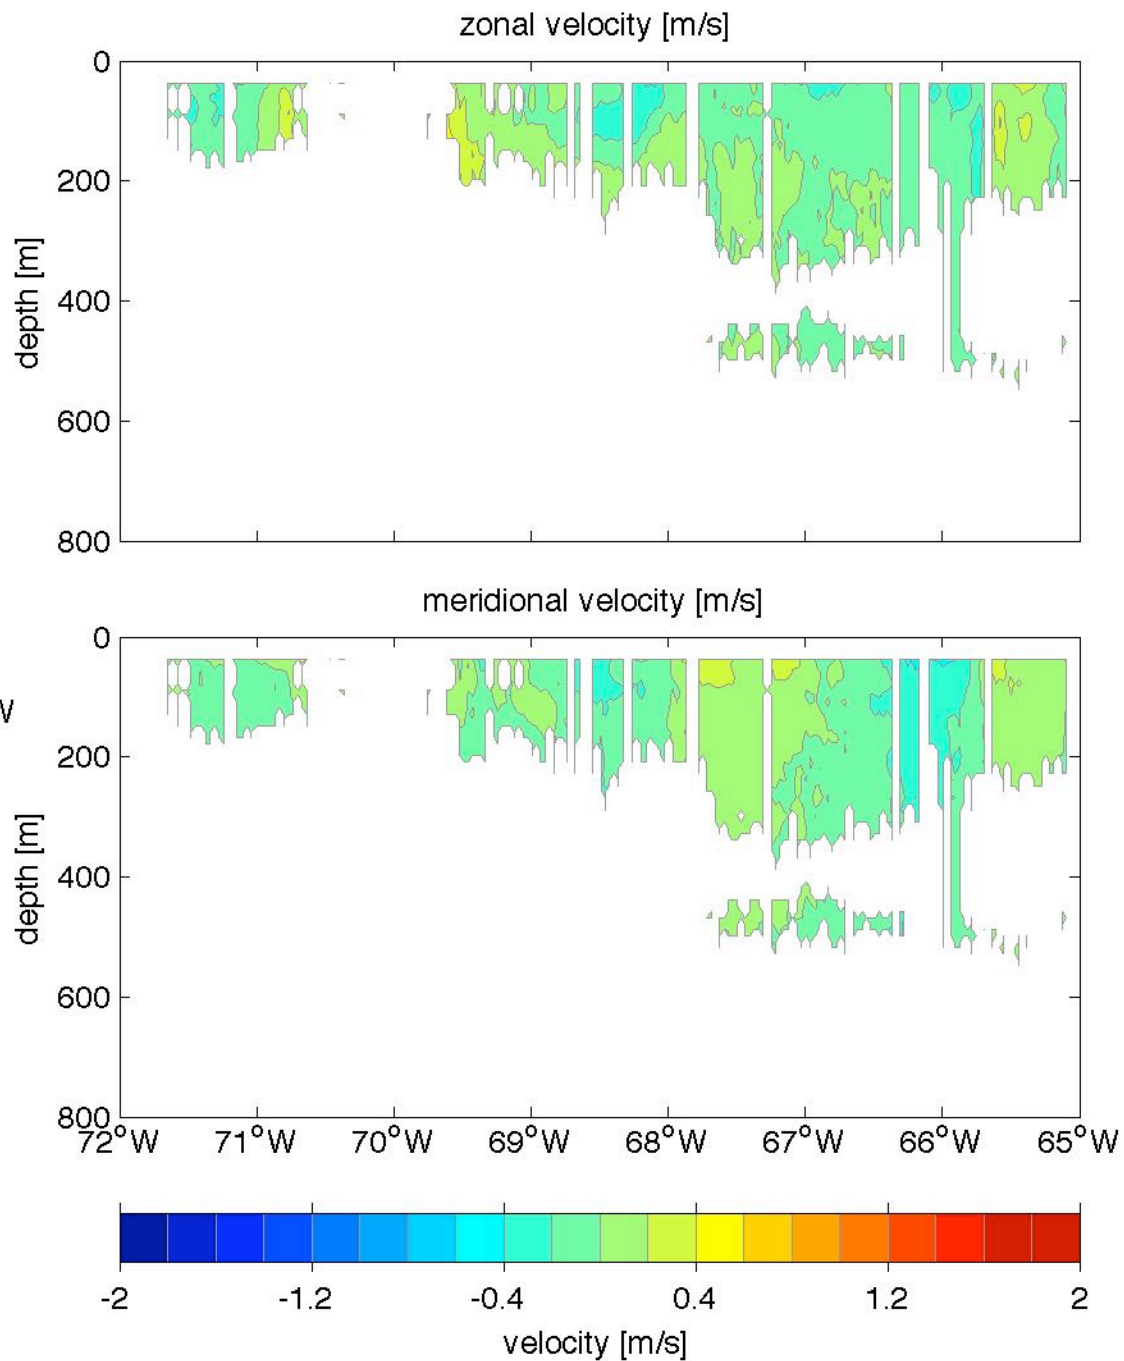 zonal velocity [m/s]
0
200
400
600
800
depth [m]
meridional velocity [m/s]
0
200
400
600
800
depth [m]
W
72°W 71°W 70°W 69°W 68°W 67°W 66°W 65°W
-2 -1.2 -0.4 0.4 1.2 2
velocity [m/s]